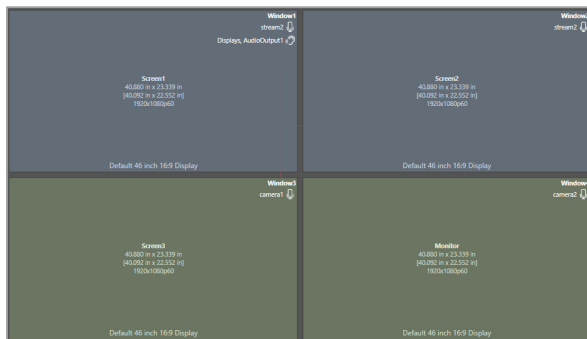 Window1
stream2
Displays, AudioOutput1
Screen1
40.880 in x 23.339 in
[40.092 in x 22.552 in]
1920x1080p60
Default 46 inch 16:9 Display
stream2
Screen2
40.880 in x 23.339 in
[40.092 in x 22.552 in]
1920x1080p60
Default 46 inch 16:9 Display
Window3
camera1
Screen3
40.880 in x 23.339 in
[40.092 in x 22.552 in]
1920x1080p60
Default 46 inch 16:9 Display
camera2
Monitor
40.880 in x 23.339 in
[40.092 in x 22.552 in]
1920x1080p60
Default 46 inch 16:9 Display